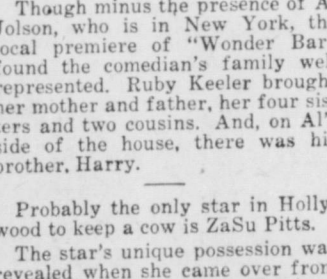 Though minus the presence of A
Jolson, who is in New York, th
local premiere of "Wonder Bar
found the comedian's family wel
represented. Ruby Keeler brough
her mother and father, her four sis
ters and two cousins. And, on Al'
side of the house, there was hi
brother, Harry.
Probably the only star in Holly
wood to keep a cow is ZaSu Pitts.
The star's unique possession wa
revealed when she came over from